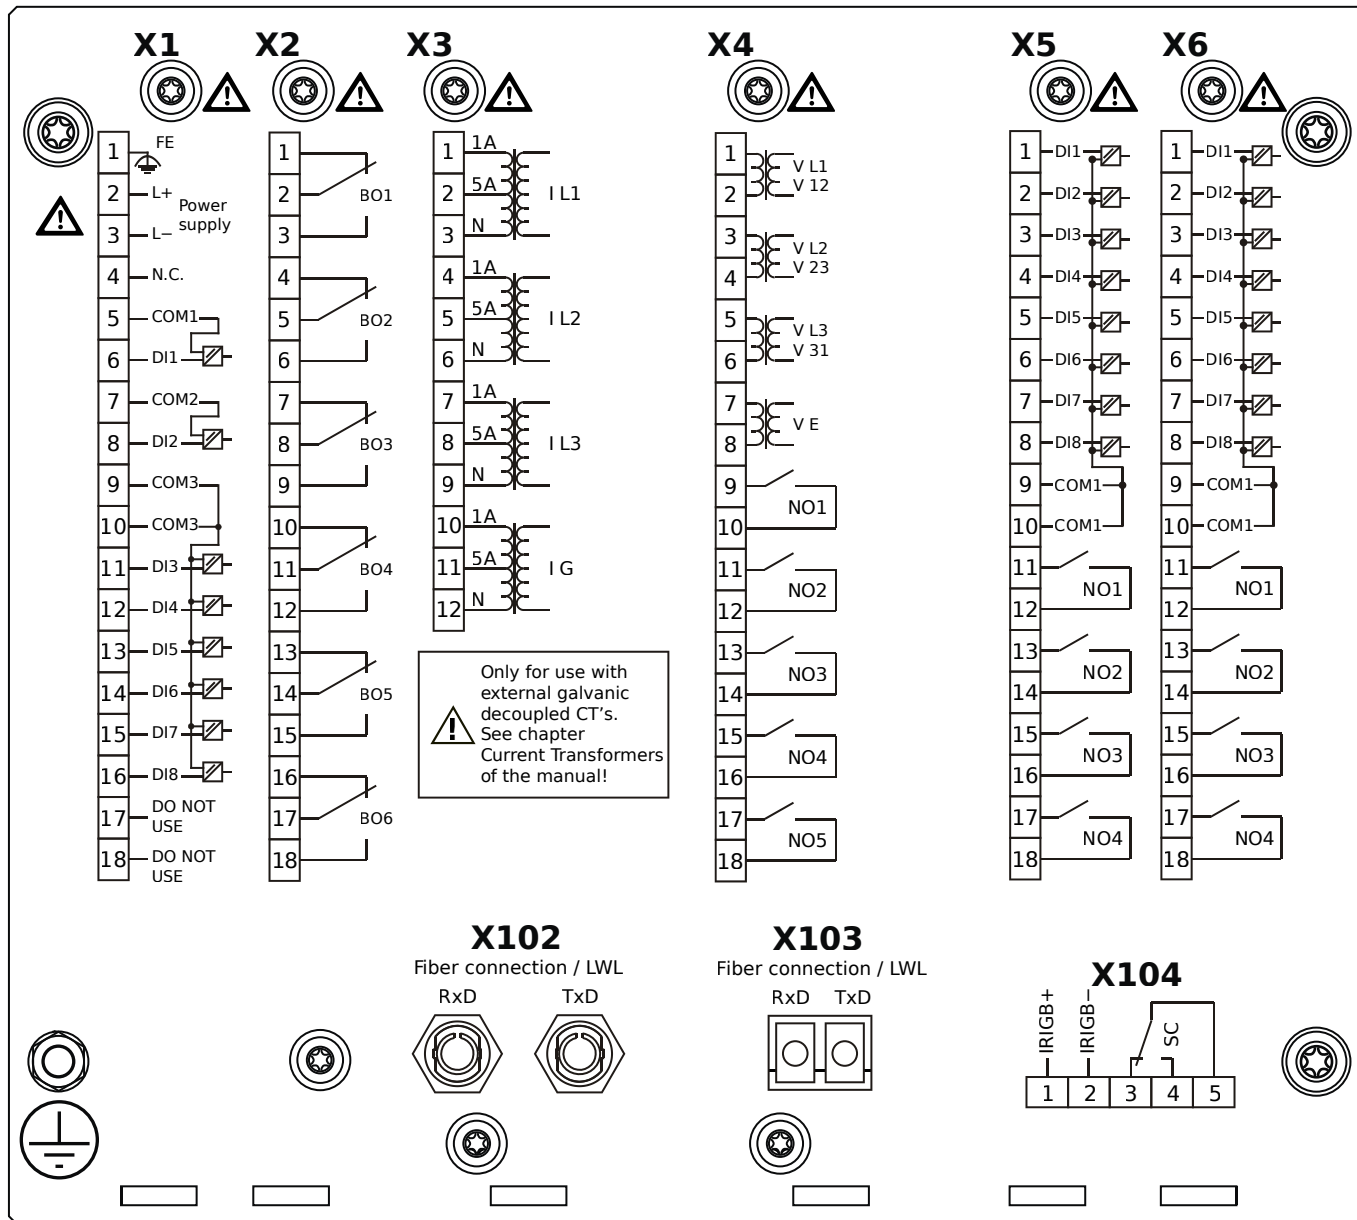 X1 X2 X3 X4 X5 X6
1 FE
2 L+ Power supply
3 L−
4 N.C.
5 COM1
6 DI1
7 COM2
8 DI2
9 COM3
10 COM3
11 DI3
12 DI4
13 DI5
14 DI6
15 DI7
16 DI8
17 DO NOT USE
18 DO NOT USE
1
2 BO1
3
4
5 BO2
6
7
8 BO3
9
10
11 BO4
12
13
14 BO5
15
16
17 BO6
18
1 1A
2 5A I L1
3 N
4 1A
5 5A I L2
6 N
7 1A
8 5A I L3
9 N
10 1A
11 5A I G
12 N
Only for use with
external galvanic
decoupled CT's.
See chapter
Current Transformers
of the manual!
1 V L1
2 V 12
3 V L2
4 V 23
5 V L3
6 V 31
7 V E
8
9 NO1
10
11 NO2
12
13 NO3
14
15 NO4
16
17 NO5
18
1 DI1
2 DI2
3 DI3
4 DI4
5 DI5
6 DI6
7 DI7
8 DI8
9 COM1
10 COM1
11 NO1
12
13 NO2
14
15 NO3
16
17 NO4
18
1 DI1
2 DI2
3 DI3
4 DI4
5 DI5
6 DI6
7 DI7
8 DI8
9 COM1
10 COM1
11 NO1
12
13 NO2
14
15 NO3
16
17 NO4
18
X102
Fiber connection / LWL
RxD TxD
X103
Fiber connection / LWL
RxD TxD
X104
IRIGB+ IRIGB− SC
1 2 3 4 5